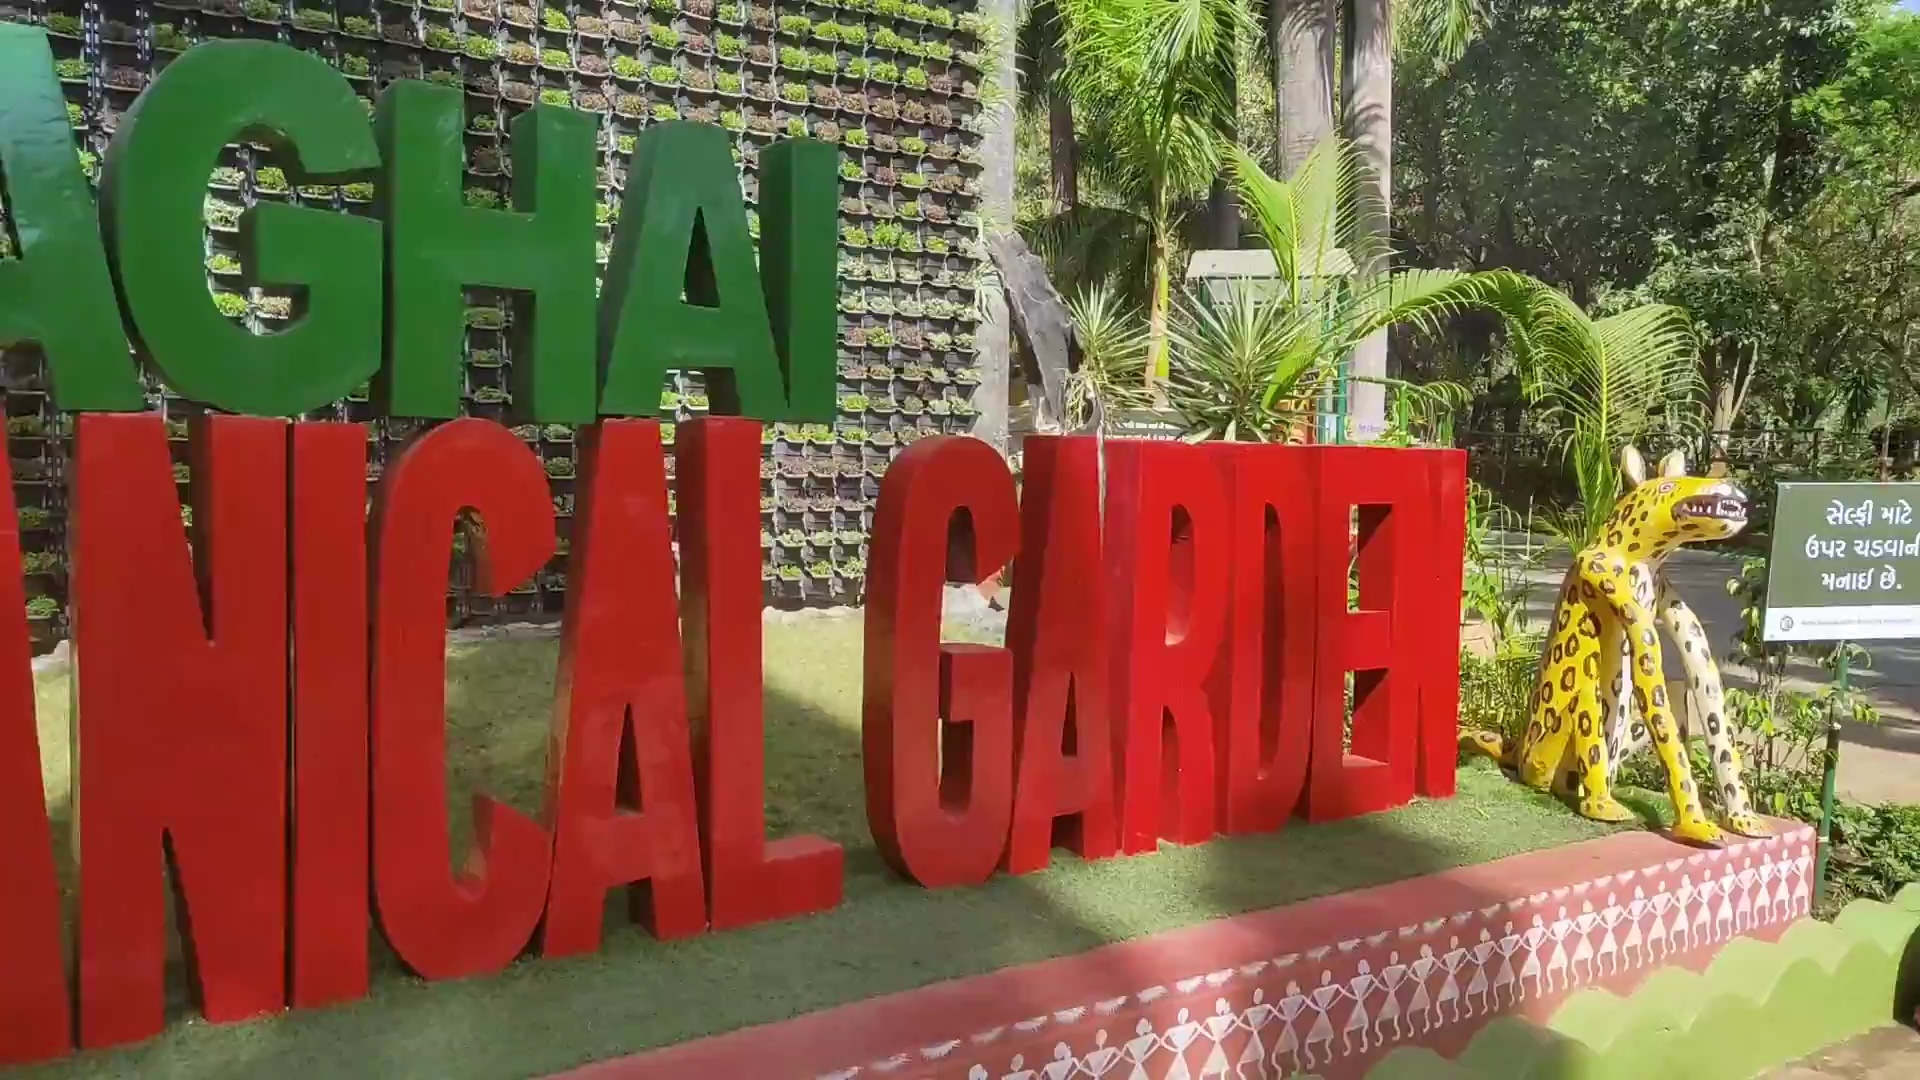 AGHAI
ANICAL GARDEN
સેલ્ફી માટે
ઉપર ચડવાની
મનાઈ છે.